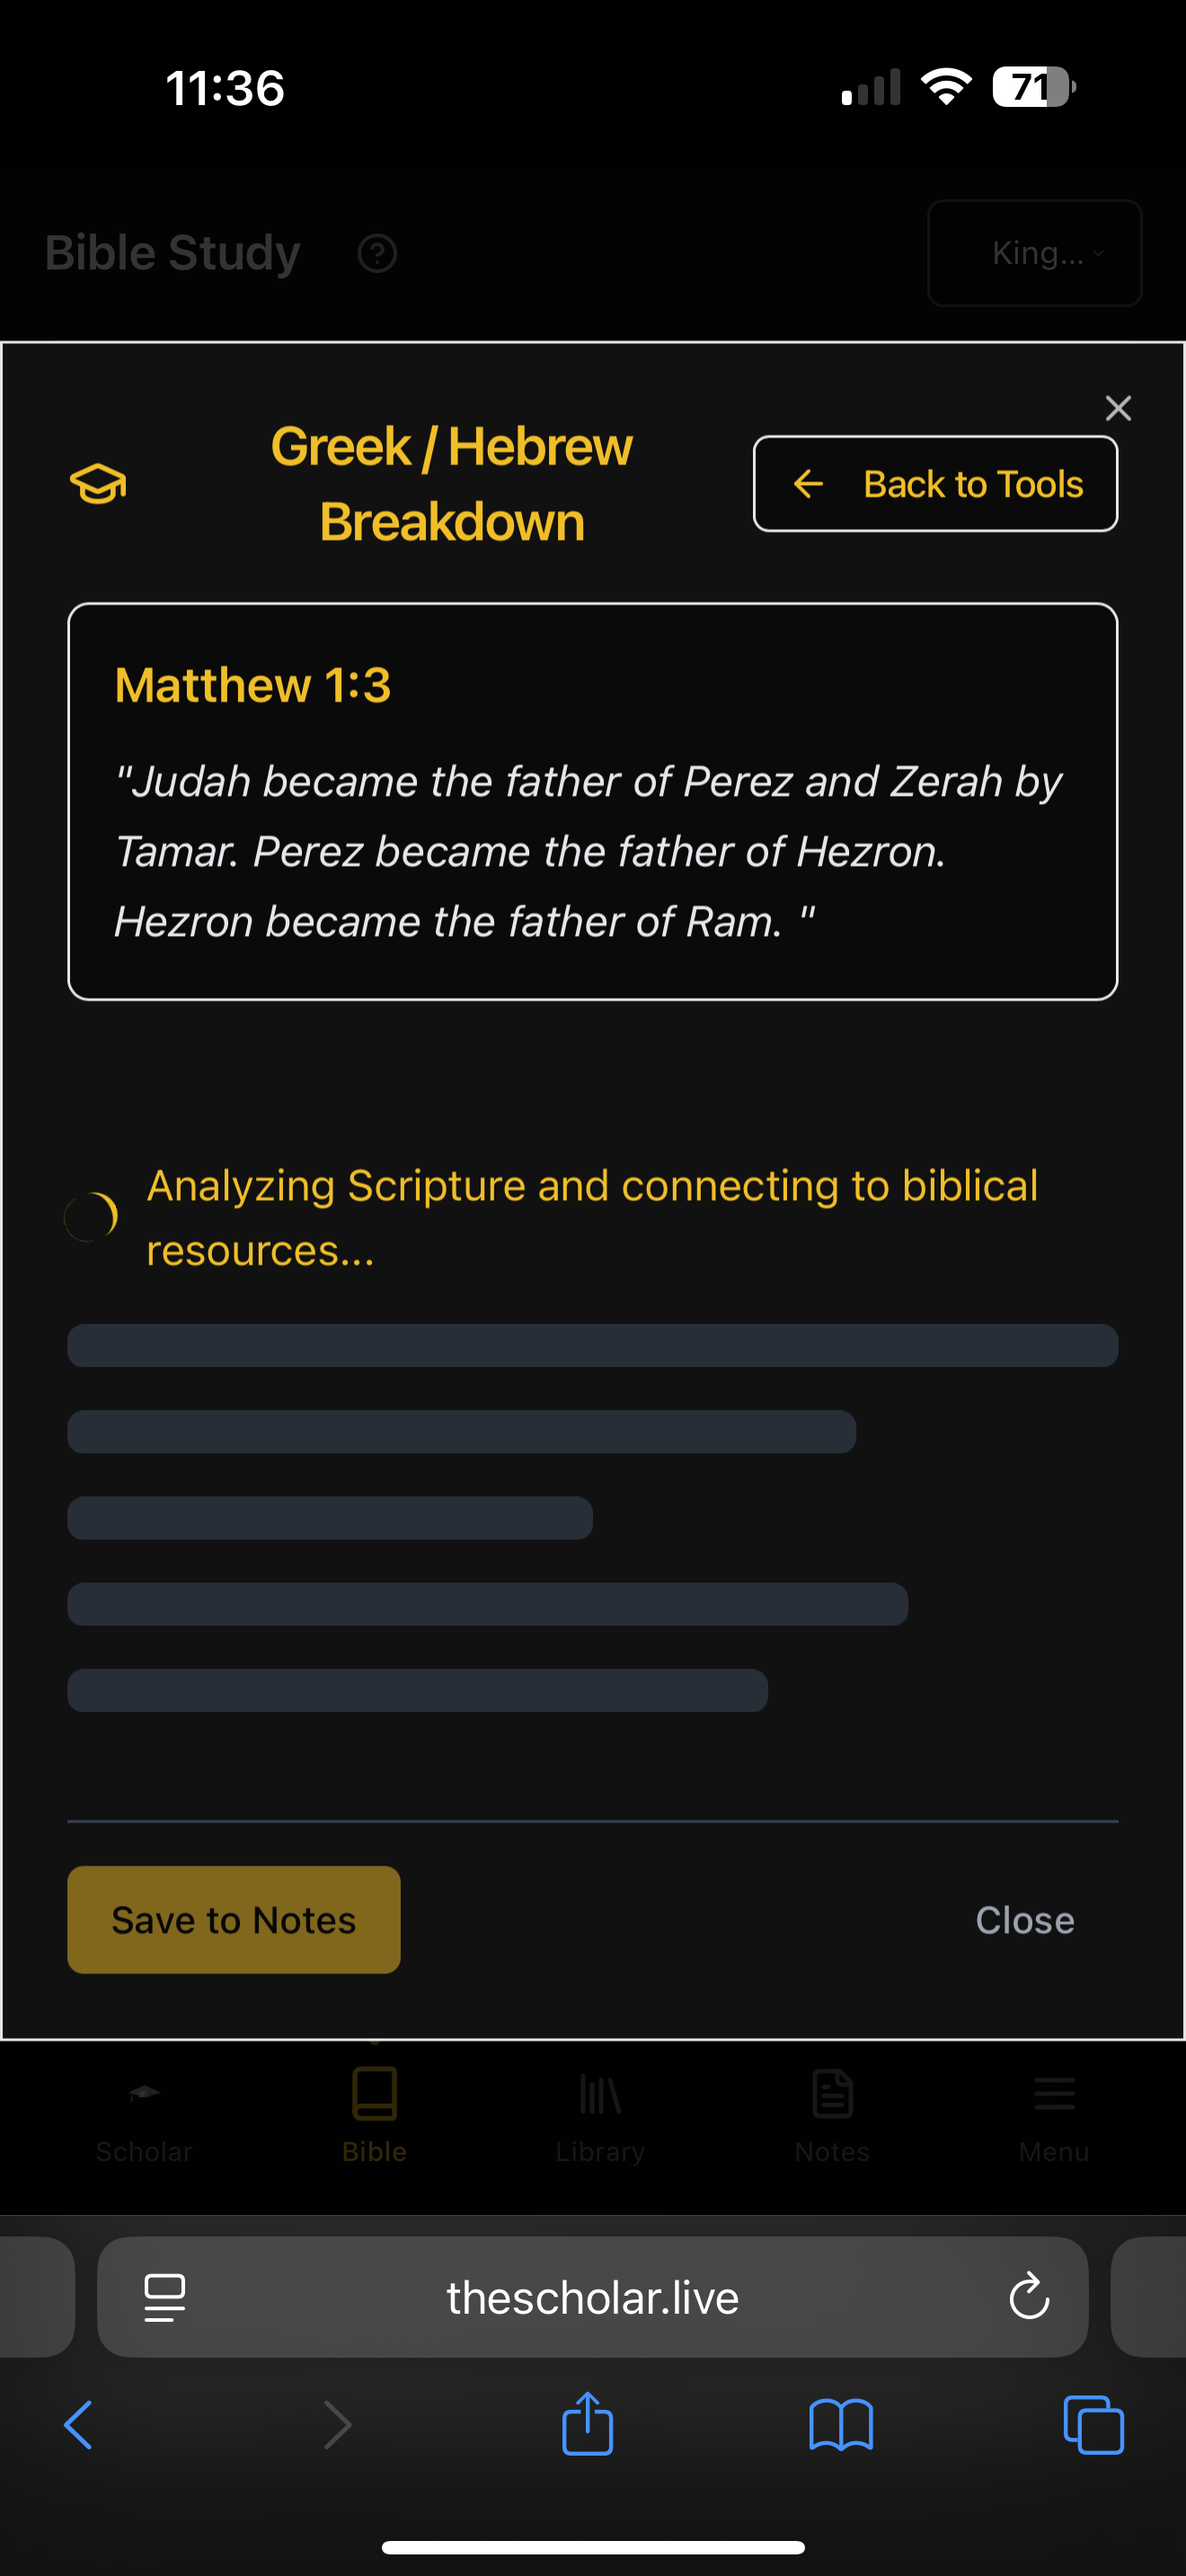 11:36
71
Bible Study
King...
Greek / Hebrew
Breakdown
Back to Tools
Matthew 1:3
"Judah became the father of Perez and Zerah by
Tamar. Perez became the father of Hezron.
Hezron became the father of Ram. "
Analyzing Scripture and connecting to biblical
resources...
Save to Notes
Close
Scholar
Bible
Library
Notes
Menu
thescholar.live